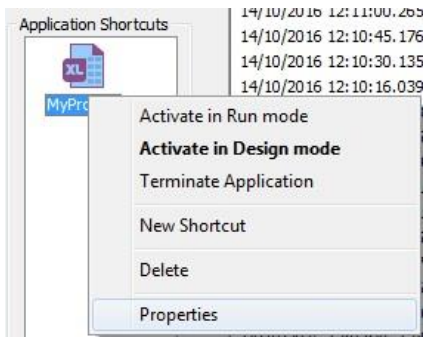 Application Shortcuts
14/10/2016 12:11:00.265
14/10/2016 12:10:45.176
14/10/2016 12:10:30.135
14/10/2016 12:10:16.039
XL
Activate in Run mode
Activate in Design mode
Terminate Application
New Shortcut
Delete
Properties